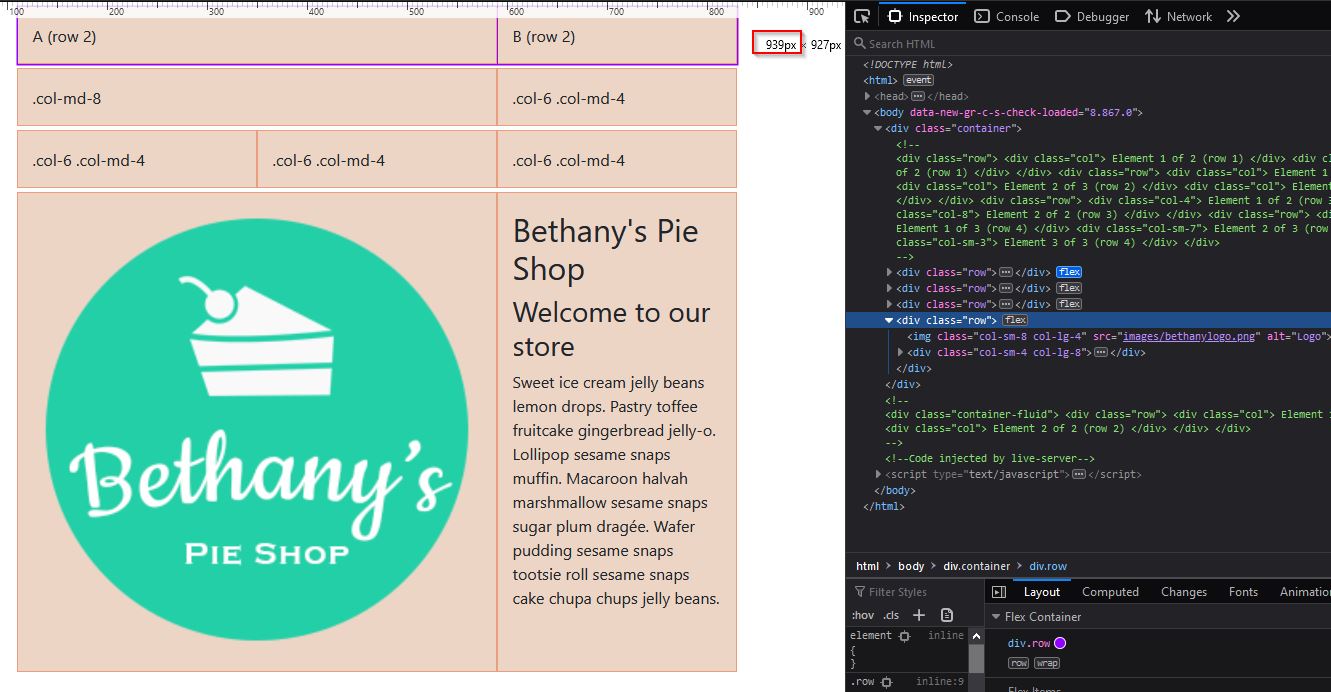 100 200 300 400 500 600 700 800 900
A (row 2) B (row 2)
939px × 927px
.col-md-8 .col-6 .col-md-4
.col-6 .col-md-4 .col-6 .col-md-4 .col-6 .col-md-4
Bethany's
PIE SHOP
Bethany's Pie
Shop
Welcome to our
store
Sweet ice cream jelly beans
lemon drops. Pastry toffee
fruitcake gingerbread jelly-o.
Lollipop sesame snaps
muffin. Macaroon halvah
marshmallow sesame snaps
sugar plum dragée. Wafer
pudding sesame snaps
tootsie roll sesame snaps
cake chupa chups jelly beans.
Inspector Console Debugger Network
Search HTML
<!DOCTYPE html>
<html> event
<head> ... </head>
<body data-new-gr-c-s-check-loaded="8.867.0">
<div class="container">
<!--
<div class="row"> <div class="col"> Element 1 of 2 (row 1) </div> <div c
of 2 (row 1) </div> </div> <div class="row"> <div class="col"> Element 1
<div class="col"> Element 2 of 3 (row 2) </div> <div class="col"> Element
</div> </div> <div class="row"> <div class="col-4"> Element 1 of 2 (row 3
class="col-8"> Element 2 of 2 (row 3) </div> </div> <div class="row"> <d
Element 1 of 3 (row 4) </div> <div class="col-sm-7"> Element 2 of 3 (row
class="col-sm-3"> Element 3 of 3 (row 4) </div> </div>
-->
<div class="row"> ... </div> flex
<div class="row"> ... </div> flex
<div class="row"> ... </div> flex
<div class="row"> flex
<img class="col-sm-8 col-lg-4" src="images/bethanylogo.png" alt="Logo">
<div class="col-sm-4 col-lg-8"> ... </div>
</div>
</div>
<!--
<div class="container-fluid"> <div class="row"> <div class="col"> Element
<div class="col"> Element 2 of 2 (row 2) </div> </div> </div>
-->
<!--Code injected by live-server-->
<script type="text/javascript"> ... </script>
</body>
</html>
html > body > div.container > div.row
Filter Styles
:hov .cls +
element inline
{
}
.row inline:9
Layout Computed Changes Fonts Animatio
Flex Container
div.row
row wrap
Flex Items